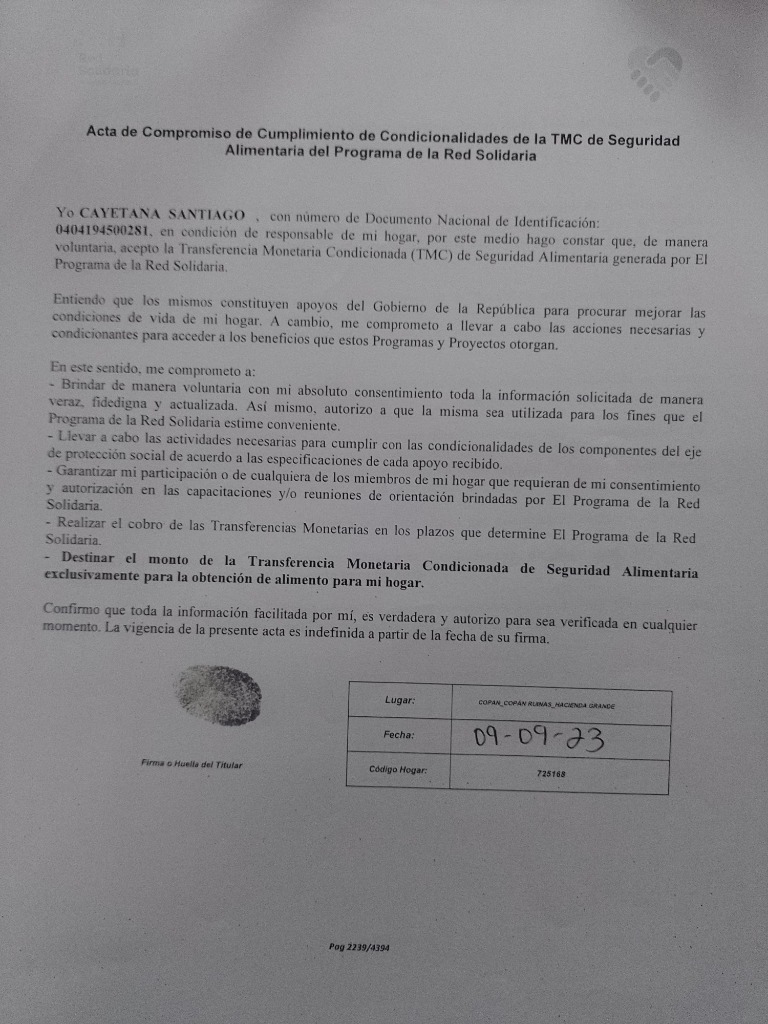 Red
Solidaria
Acta de Compromiso de Cumplimiento de Condicionalidades de la TMC de Seguridad
Alimentaria del Programa de la Red Solidaria
Yo CAYETANA SANTIAGO , con número de Documento Nacional de Identificación:
0404194500281, en condición de responsable de mi hogar, por este medio hago constar que, de manera
voluntaria, acepto la Transferencia Monetaria Condicionada (TMC) de Seguridad Alimentaria generada por El
Programa de la Red Solidaria.
Entiendo que los mismos constituyen apoyos del Gobierno de la República para procurar mejorar las
condiciones de vida de mi hogar. A cambio, me comprometo a llevar a cabo las acciones necesarias y
condicionantes para acceder a los beneficios que estos Programas y Proyectos otorgan.
En este sentido, me comprometo a:
- Brindar de manera voluntaria con mi absoluto consentimiento toda la información solicitada de manera
veraz, fidedigna y actualizada. Así mismo, autorizo a que la misma sea utilizada para los fines que el
Programa de la Red Solidaria estime conveniente.
- Llevar a cabo las actividades necesarias para cumplir con las condicionalidades de los componentes del eje
de protección social de acuerdo a las especificaciones de cada apoyo recibido.
- Garantizar mi participación o de cualquiera de los miembros de mi hogar que requieran de mi consentimiento
y autorización en las capacitaciones y/o reuniones de orientación brindadas por El Programa de la Red
Solidaria.
- Realizar el cobro de las Transferencias Monetarias en los plazos que determine El Programa de la Red
Solidaria.
- Destinar el monto de la Transferencia Monetaria Condicionada de Seguridad Alimentaria
exclusivamente para la obtención de alimento para mi hogar.
Confirmo que toda la información facilitada por mí, es verdadera y autorizo para sea verificada en cualquier
momento. La vigencia de la presente acta es indefinida a partir de la fecha de su firma.
Lugar: COPAN_COPÁN RUINAS_HACIENDA GRANDE
Fecha: 09-09-23
Firma o Huella del Titular
Código Hogar: 725168
Pag 2239/4394